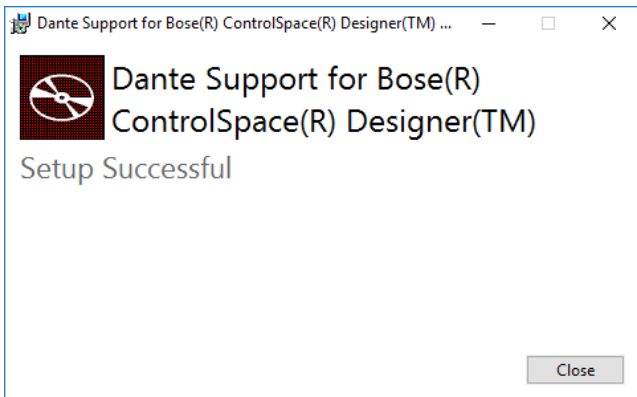 Dante Support for Bose(R) ControlSpace(R) Designer(TM) ...
Dante Support for Bose(R)
ControlSpace(R) Designer(TM)
Setup Successful
Close